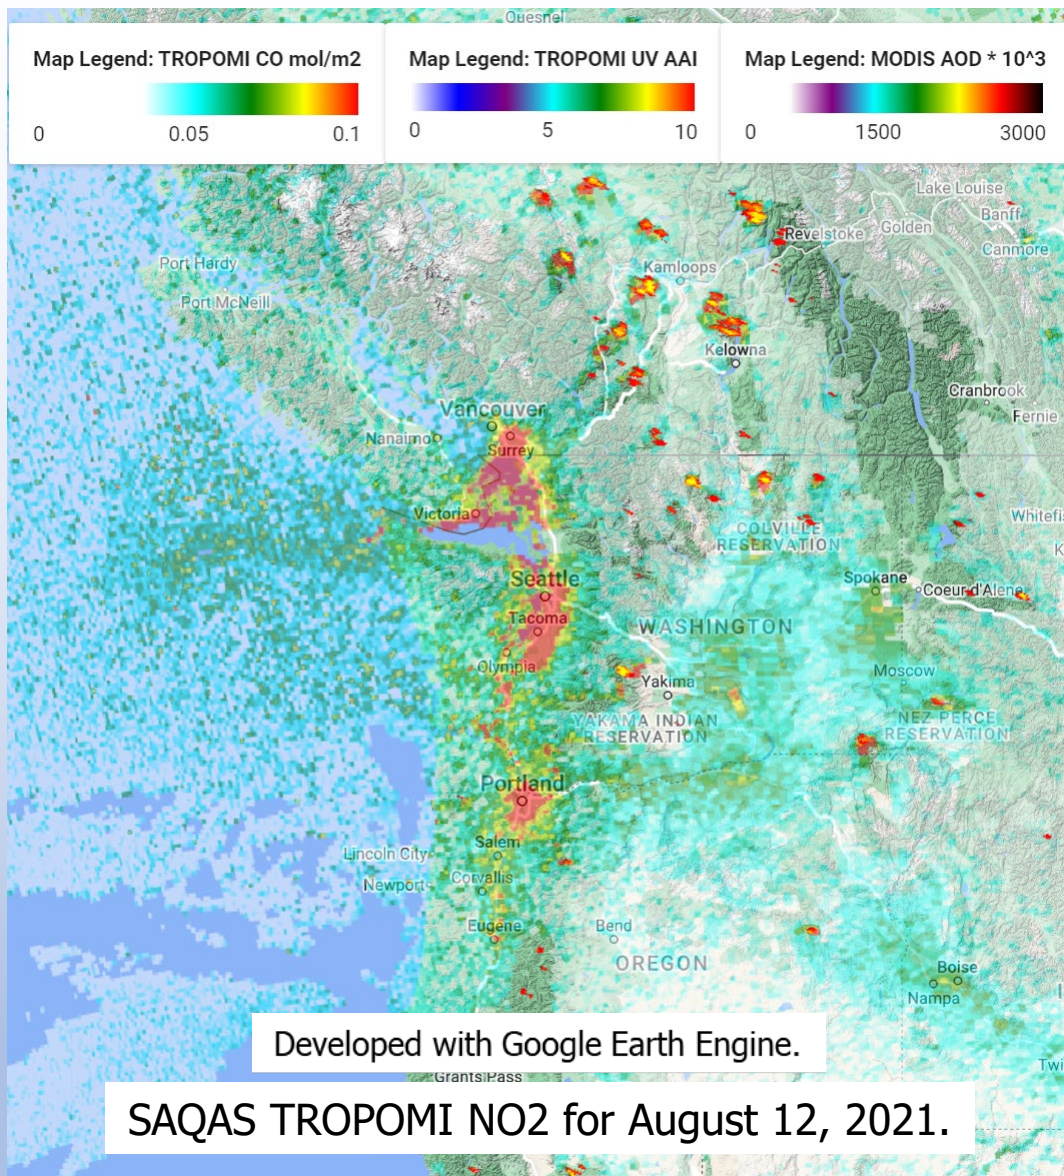 Quesnel
Map Legend: TROPOMI CO mol/m2
0 0.05 0.1
Map Legend: TROPOMI UV AAI
0 5 10
Map Legend: MODIS AOD * 10^3
0 1500 3000
Lake Louise
Banff
Golden
Revelstoke
Canmore
Port Hardy
Kamloops
Port McNeill
Kelowna
Cranbrook
Vancouver
Fernie
Nanaimo
Surrey
Victoria
Whitefis
COLVILLE
RESERVATION
Seattle
Spokane
Coeur d'Alene
Tacoma
WASHINGTON
Olympia
Moscow
Yakima
YAKAMA INDIAN
RESERVATION
NEZ PERCE
RESERVATION
Portland
Salem
Lincoln City
Corvallis
Newport
Eugene
Bend
OREGON
Boise
Nampa
Developed with Google Earth Engine.
Twi
Grants Pass
SAQAS TROPOMI NO2 for August 12, 2021.